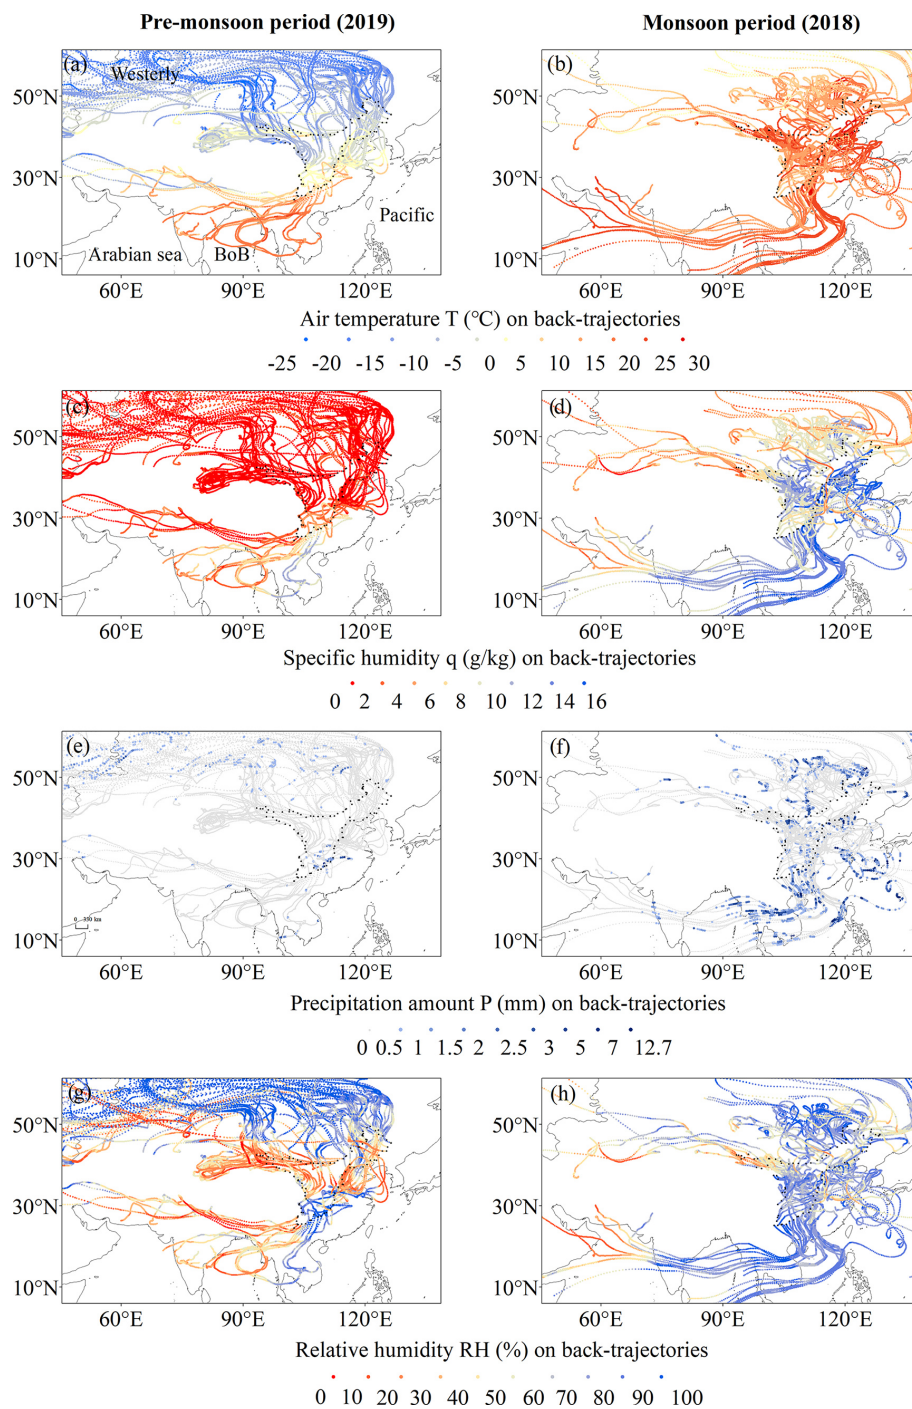 Pre-monsoon period (2019) Monsoon period (2018)
(a) (b)
Westerly
50°N 50°N
30°N 30°N
Pacific
10°N Arabian sea BoB 10°N
60°E 90°E 120°E 60°E 90°E 120°E
Air temperature T (℃) on back-trajectories
-25 -20 -15 -10 -5 0 5 10 15 20 25 30
(c) (d)
50°N 50°N
30°N 30°N
10°N 10°N
60°E 90°E 120°E 60°E 90°E 120°E
Specific humidity q (g/kg) on back-trajectories
0 2 4 6 8 10 12 14 16
(e) (f)
50°N 50°N
30°N 30°N
0 350 km
10°N 10°N
60°E 90°E 120°E 60°E 90°E 120°E
Precipitation amount P (mm) on back-trajectories
0 0.5 1 1.5 2 2.5 3 5 7 12.7
(g) (h)
50°N 50°N
30°N 30°N
10°N 10°N
60°E 90°E 120°E 60°E 90°E 120°E
Relative humidity RH (%) on back-trajectories
0 10 20 30 40 50 60 70 80 90 100